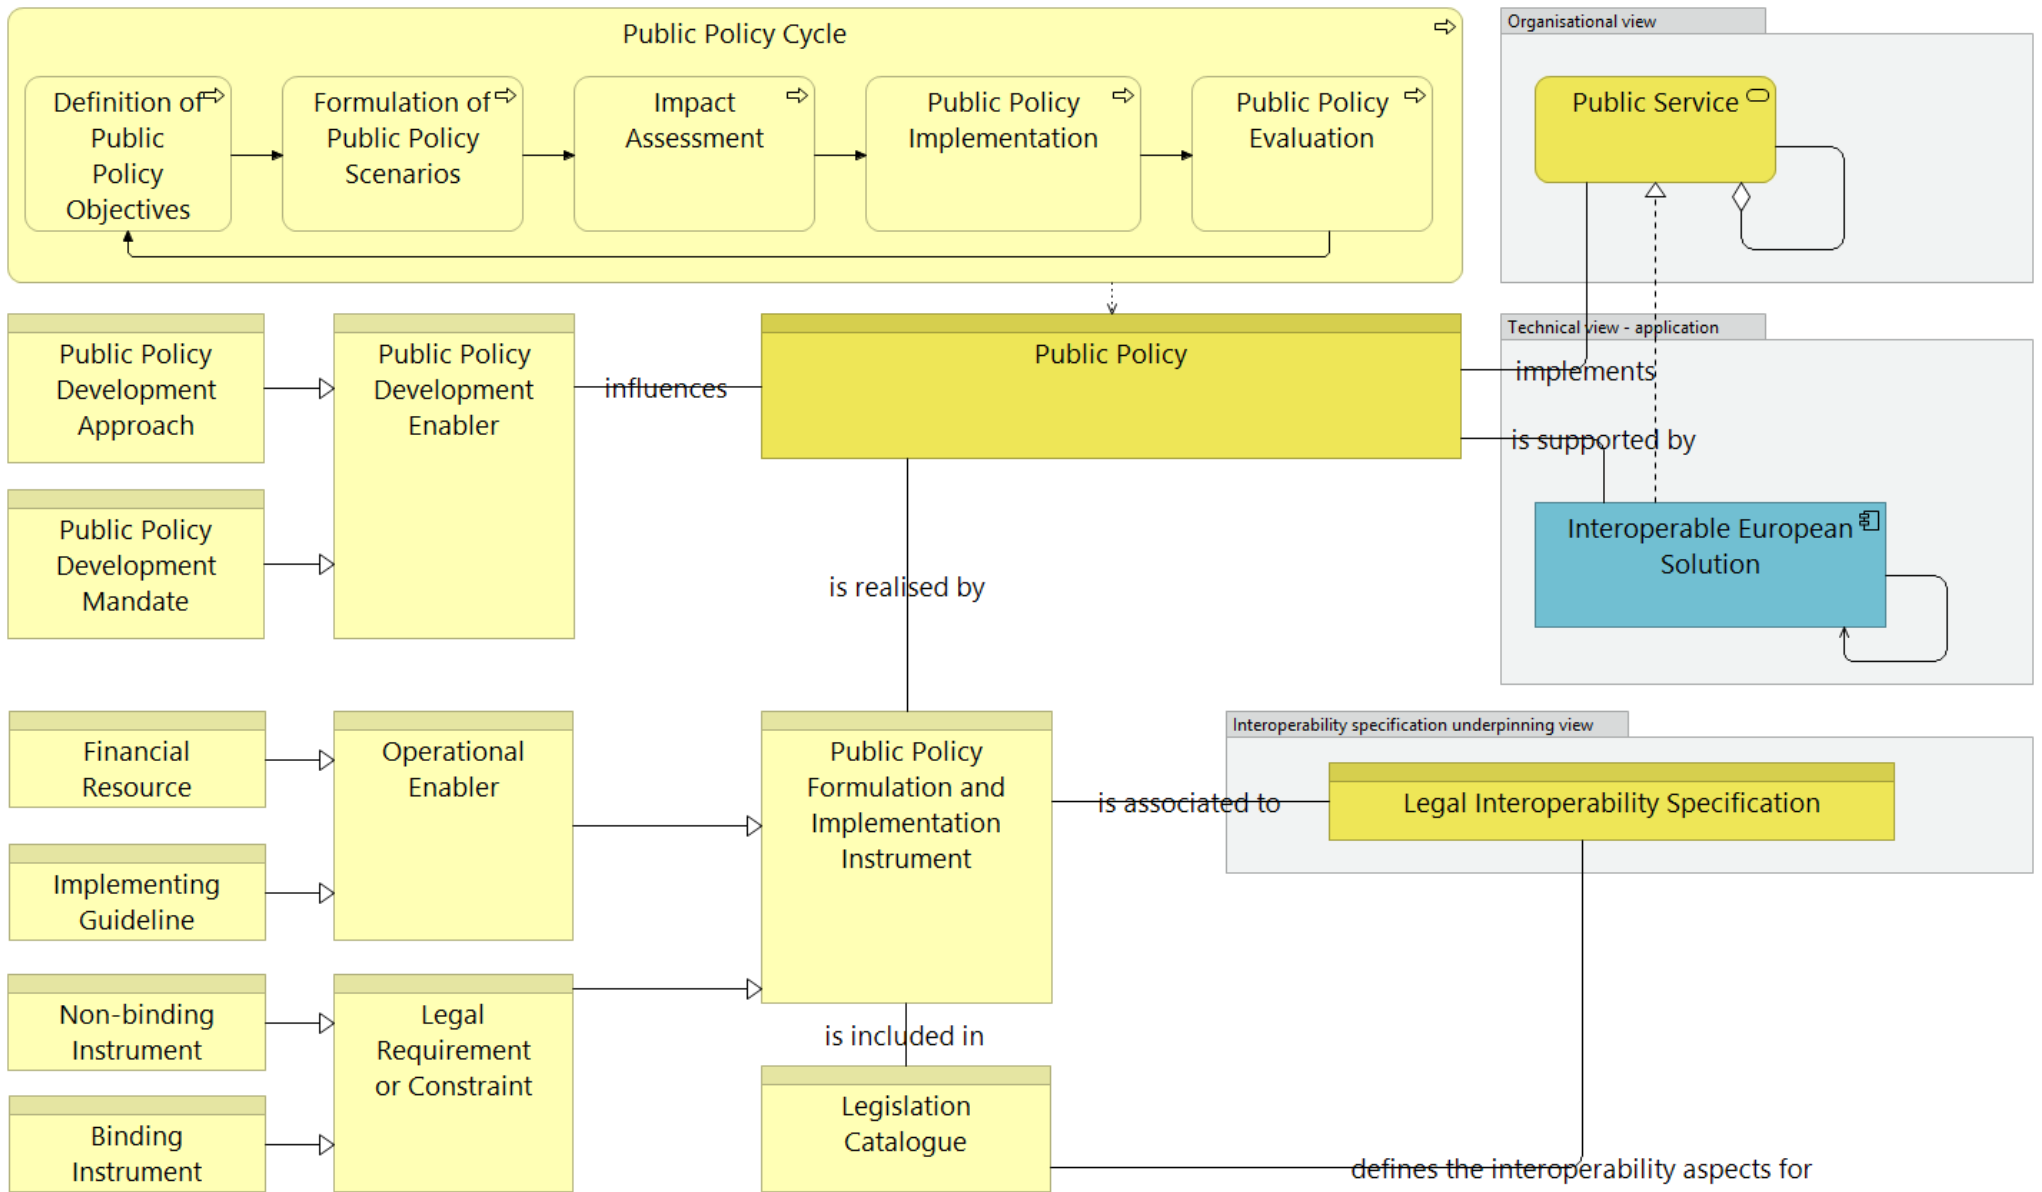 Public Policy Cycle
Definition of
Public
Policy
Objectives
Formulation of
Public Policy
Scenarios
Impact
Assessment
Public Policy
Implementation
Public Policy
Evaluation
Organisational view
Public Service
Public Policy
Development
Approach
Public Policy
Development
Enabler
influences
Public Policy
Technical view - application
implements
is supported by
Interoperable European
Solution
Public Policy
Development
Mandate
is realised by
Financial
Resource
Operational
Enabler
Public Policy
Formulation and
Implementation
Instrument
Interoperability specification underpinning view
is associated to
Legal Interoperability Specification
Implementing
Guideline
Non-binding
Instrument
Legal
Requirement
or Constraint
is included in
Binding
Instrument
Legislation
Catalogue
defines the interoperability aspects for